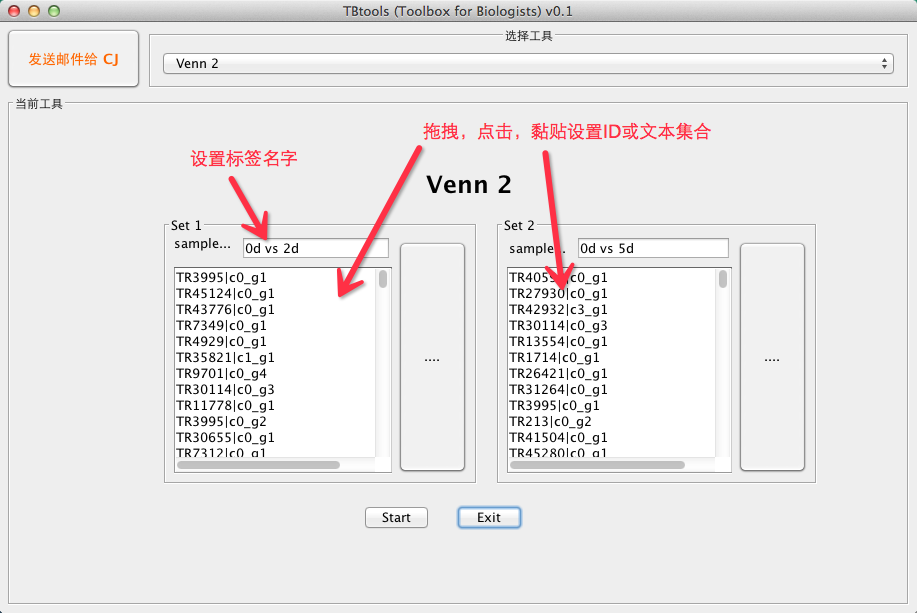 TBtools (Toolbox for Biologists) v0.1
发送邮件给 CJ
选择工具
Venn 2
当前工具
拖拽，点击，黏贴设置ID或文本集合
设置标签名字
Venn 2
Set 1
sample...
0d vs 2d
TR3995|c0_g1
TR45124|c0_g1
TR43776|c0_g1
TR7349|c0_g1
TR4929|c0_g1
TR35821|c1_g1
TR9701|c0_g4
TR30114|c0_g3
TR11778|c0_g1
TR3995|c0_g2
TR30655|c0_g1
TR7312|c0_g1
....
Set 2
sample...
0d vs 5d
TR27930|c0_g1
TR42932|c3_g1
TR30114|c0_g3
TR13554|c0_g1
TR1714|c0_g1
TR26421|c0_g1
TR31264|c0_g1
TR3995|c0_g1
TR213|c0_g2
TR41504|c0_g1
TR45280|c0_g1
....
Start
Exit